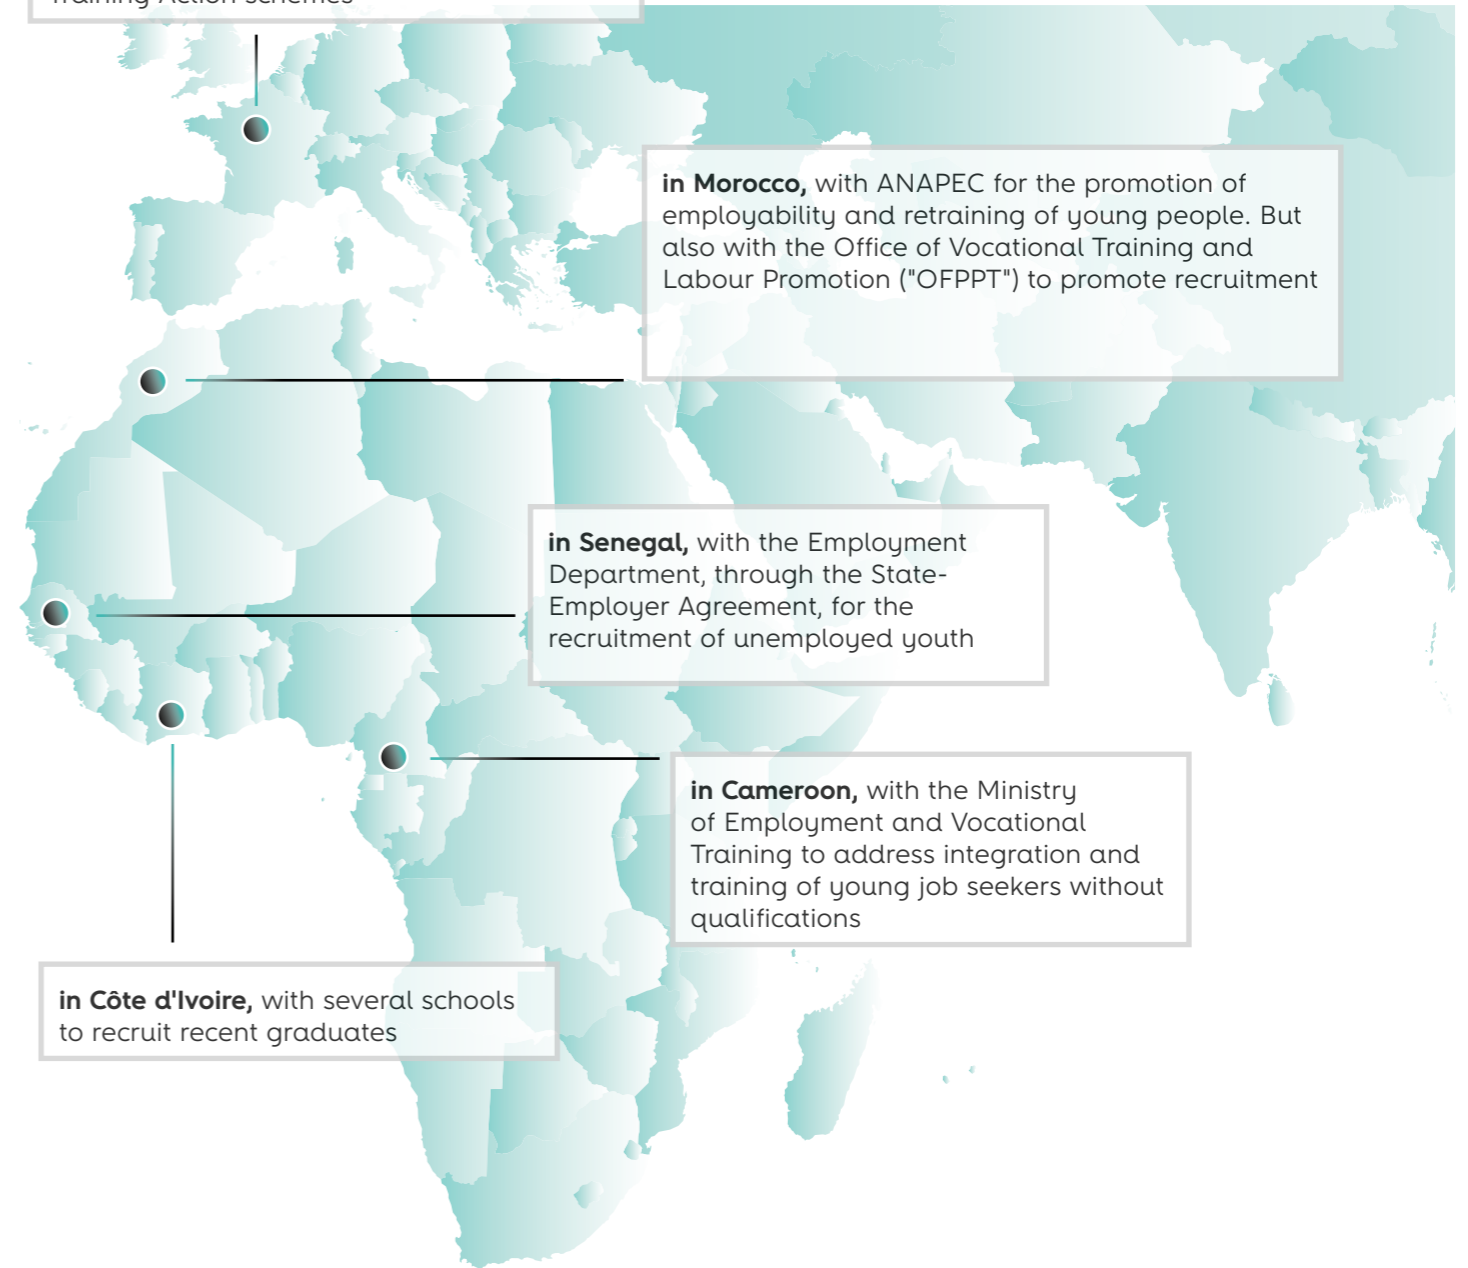 Training Action schemes
in Morocco, with ANAPEC for the promotion of
employability and retraining of young people. But
also with the Office of Vocational Training and
Labour Promotion ("OFPPT") to promote recruitment
in Senegal, with the Employment
Department, through the State-
Employer Agreement, for the
recruitment of unemployed youth
in Cameroon, with the Ministry
of Employment and Vocational
Training to address integration and
training of young job seekers without
qualifications
in Côte d'Ivoire, with several schools
to recruit recent graduates